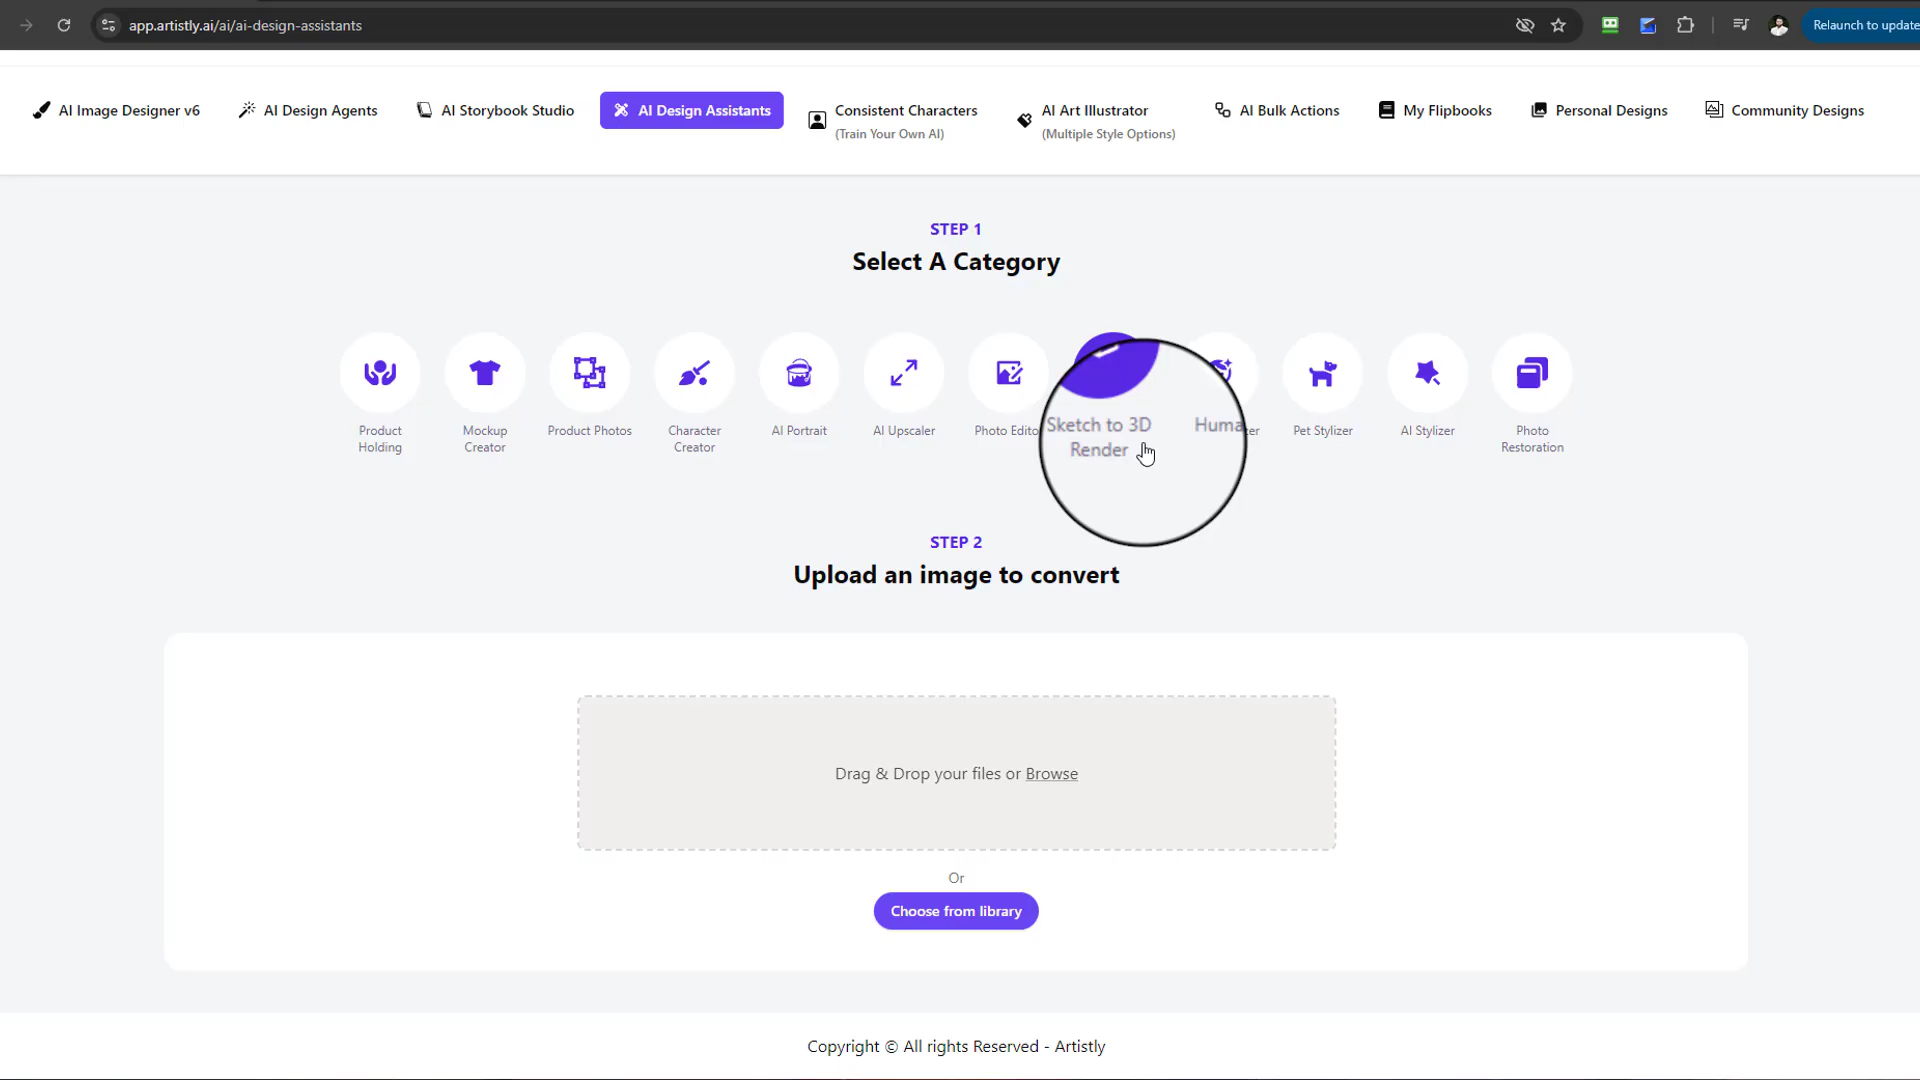 app.artistly.ai/ai/ai-design-assistants
Relaunch to update
AI Image Designer v6
AI Design Agents
AI Storybook Studio
AI Design Assistants
Consistent Characters
(Train Your Own AI)
AI Art Illustrator
(Multiple Style Options)
AI Bulk Actions
My Flipbooks
Personal Designs
Community Designs
STEP 1
Select A Category
Product
Holding
Mockup
Creator
Product Photos
Character
Creator
AI Portrait
AI Upscaler
Photo Edito
Sketch to 3D
Render
Huma
Pet Stylizer
AI Stylizer
Photo
Restoration
STEP 2
Upload an image to convert
Drag & Drop your files or Browse
Or
Choose from library
Copyright © All rights Reserved - Artistly